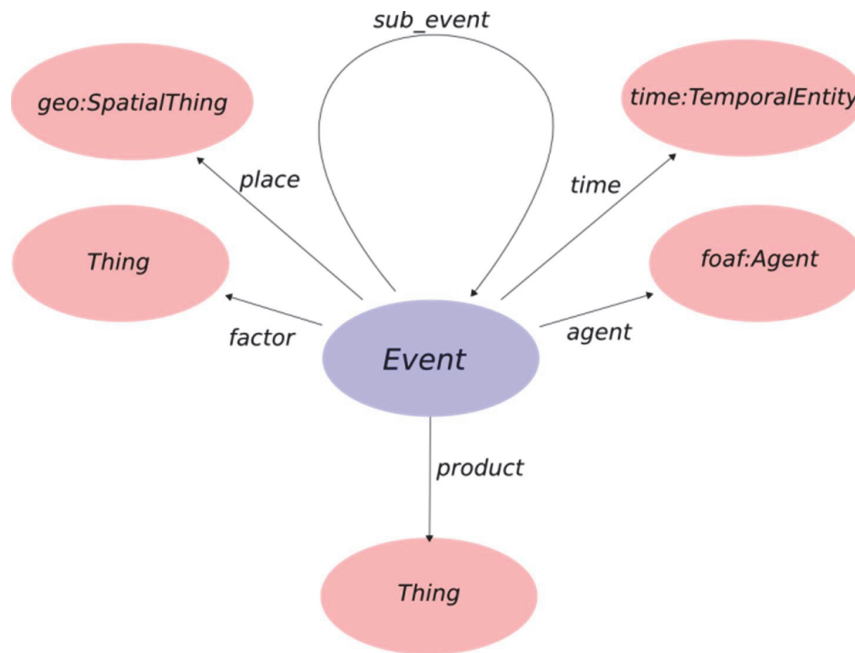 sub_event
geo:SpatialThing
time:TemporalEntity
place
time
Thing
foaf:Agent
factor
agent
Event
product
Thing